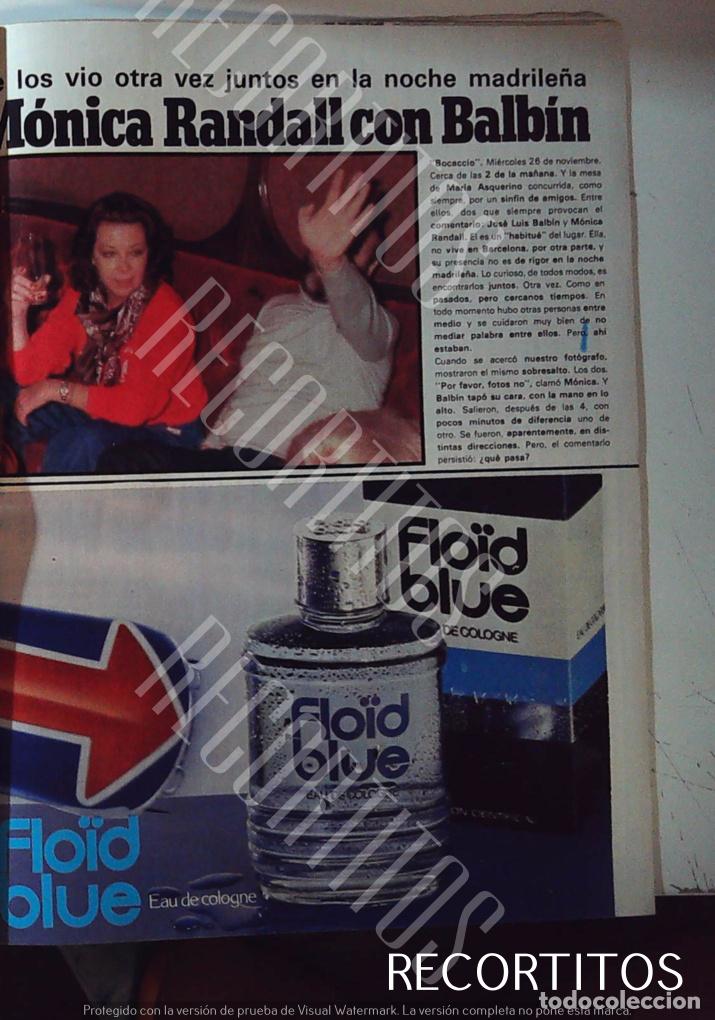 los vio otra vez juntos en la noche madrileña
Mónica Randall con Balbín
"Bocaccio". Miércoles 26 de noviembre.
Cerca de las 2 de la mañana. Y la mesa
de María Asquerino concurrida, como
siempre, por un sinfín de amigos. Entre
ellos, dos que siempre provocan el
comentario: José Luis Balbín y Mónica
Randall. El es un "habitué" del lugar. Ella,
no vive en Barcelona, por otra parte, y
su presencia no es de rigor en la noche
madrileña. Lo curioso, de todos modos, es
encontrarlos juntos. Otra vez. Como en
pasados, pero cercanos tiempos. En
todo momento hubo otras personas entre
medio y se cuidaron muy bien de no
mediar palabra entre ellos. Pero, ahí
estaban.
Cuando se acercó nuestro fotógrafo,
mostraron el mismo sobresalto. Los dos.
"Por favor, fotos no", clamó Mónica. Y
Balbín tapó su cara, con la mano en lo
alto. Salieron, después de las 4, con
pocos minutos de diferencia uno de
otro. Se fueron, aparentemente, en dis-
tintas direcciones. Pero, el comentario
persistió: ¿qué pasa?
floïd
blue
DE COLOGNE
floïd
blue
EAU DE COLOGNE
Floïd
blue
Eau de cologne
RECORTITOS
RECORTITOS
RECORTITOS
RECORTITOS
todocoleccion
Protegido con la versión de prueba de Visual Watermark. La versión completa no pone esta marca.